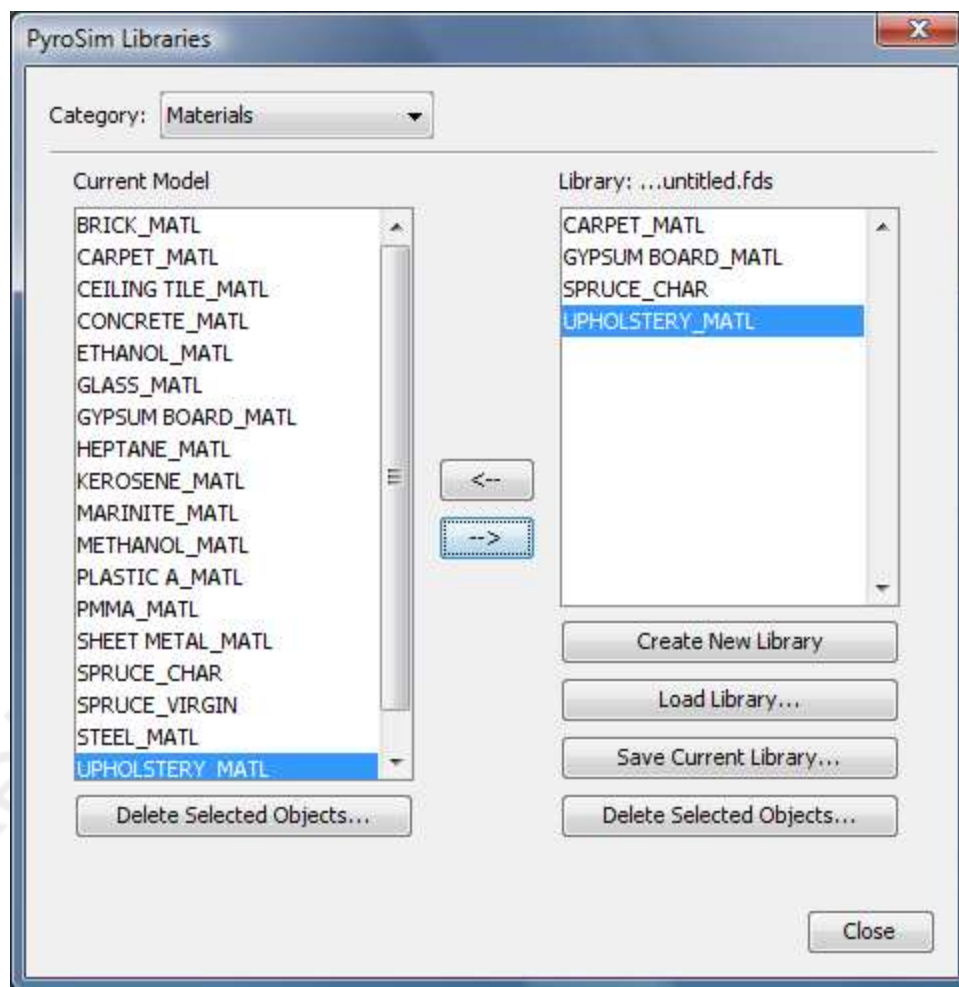 PyroSim Libraries
Category: Materials
Current Model
BRICK_MATL
CARPET_MATL
CEILING TILE_MATL
CONCRETE_MATL
ETHANOL_MATL
GLASS_MATL
GYPSUM BOARD_MATL
HEPTANE_MATL
KEROSENE_MATL
MARINITE_MATL
METHANOL_MATL
PLASTIC A_MATL
PMMA_MATL
SHEET METAL_MATL
SPRUCE_CHAR
SPRUCE_VIRGIN
STEEL_MATL
UPHOLSTERY_MATL
Delete Selected Objects...
<--
-->
Library: ...untitled.fds
CARPET_MATL
GYPSUM BOARD_MATL
SPRUCE_CHAR
UPHOLSTERY_MATL
Create New Library
Load Library...
Save Current Library...
Delete Selected Objects...
Close